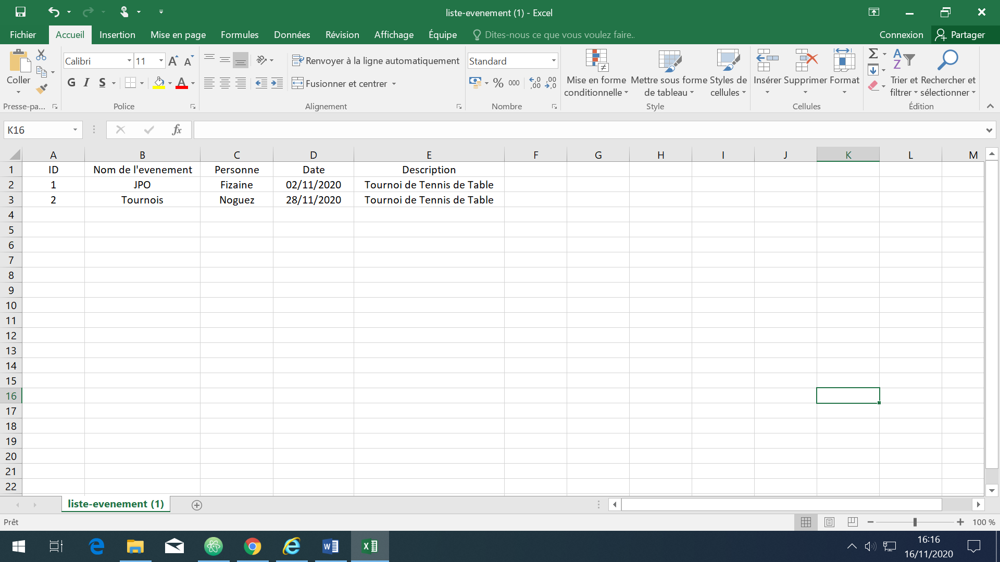 liste-evenement (1) - Excel
Fichier Accueil Insertion Mise en page Formules Données Révision Affichage Équipe Dites-nous ce que vous voulez faire.. Connexion Partager
Coller
Presse-pa...
Calibri 11
G I S
Police
Renvoyer à la ligne automatiquement
Fusionner et centrer
Alignement
Standard
% 000 ,0 ,00 ,00 ,0
Nombre
Mise en forme conditionnelle
Mettre sous forme de tableau
Styles de cellules
Style
Insérer Supprimer Format
Cellules
Trier et filtrer
Rechercher et sélectionner
Édition
K16 fx
A B C D E F G H I J K L M
1 ID Nom de l'evenement Personne Date Description
2 1 JPO Fizaine 02/11/2020 Tournoi de Tennis de Table
3 2 Tournois Noguez 28/11/2020 Tournoi de Tennis de Table
4
5
6
7
8
9
10
11
12
13
14
15
16
17
18
19
20
21
22
liste-evenement (1)
Prêt 100 %
16:16
16/11/2020